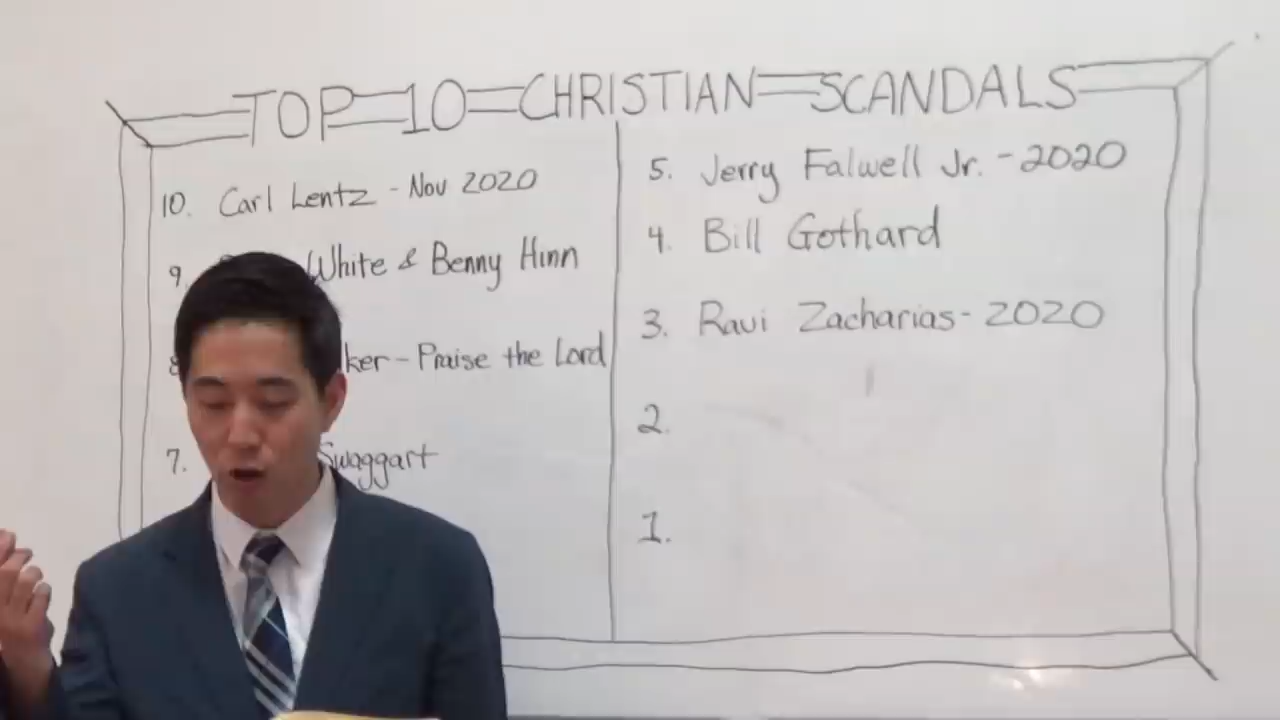 TOP 10 CHRISTIAN SCANDALS
10. Carl Lentz - Nov 2020
9. White & Benny Hinn
8 ker - Praise the Lord
7. Swaggart
5. Jerry Falwell Jr. - 2020
4. Bill Gothard
3. Ravi Zacharias - 2020
2.
1.